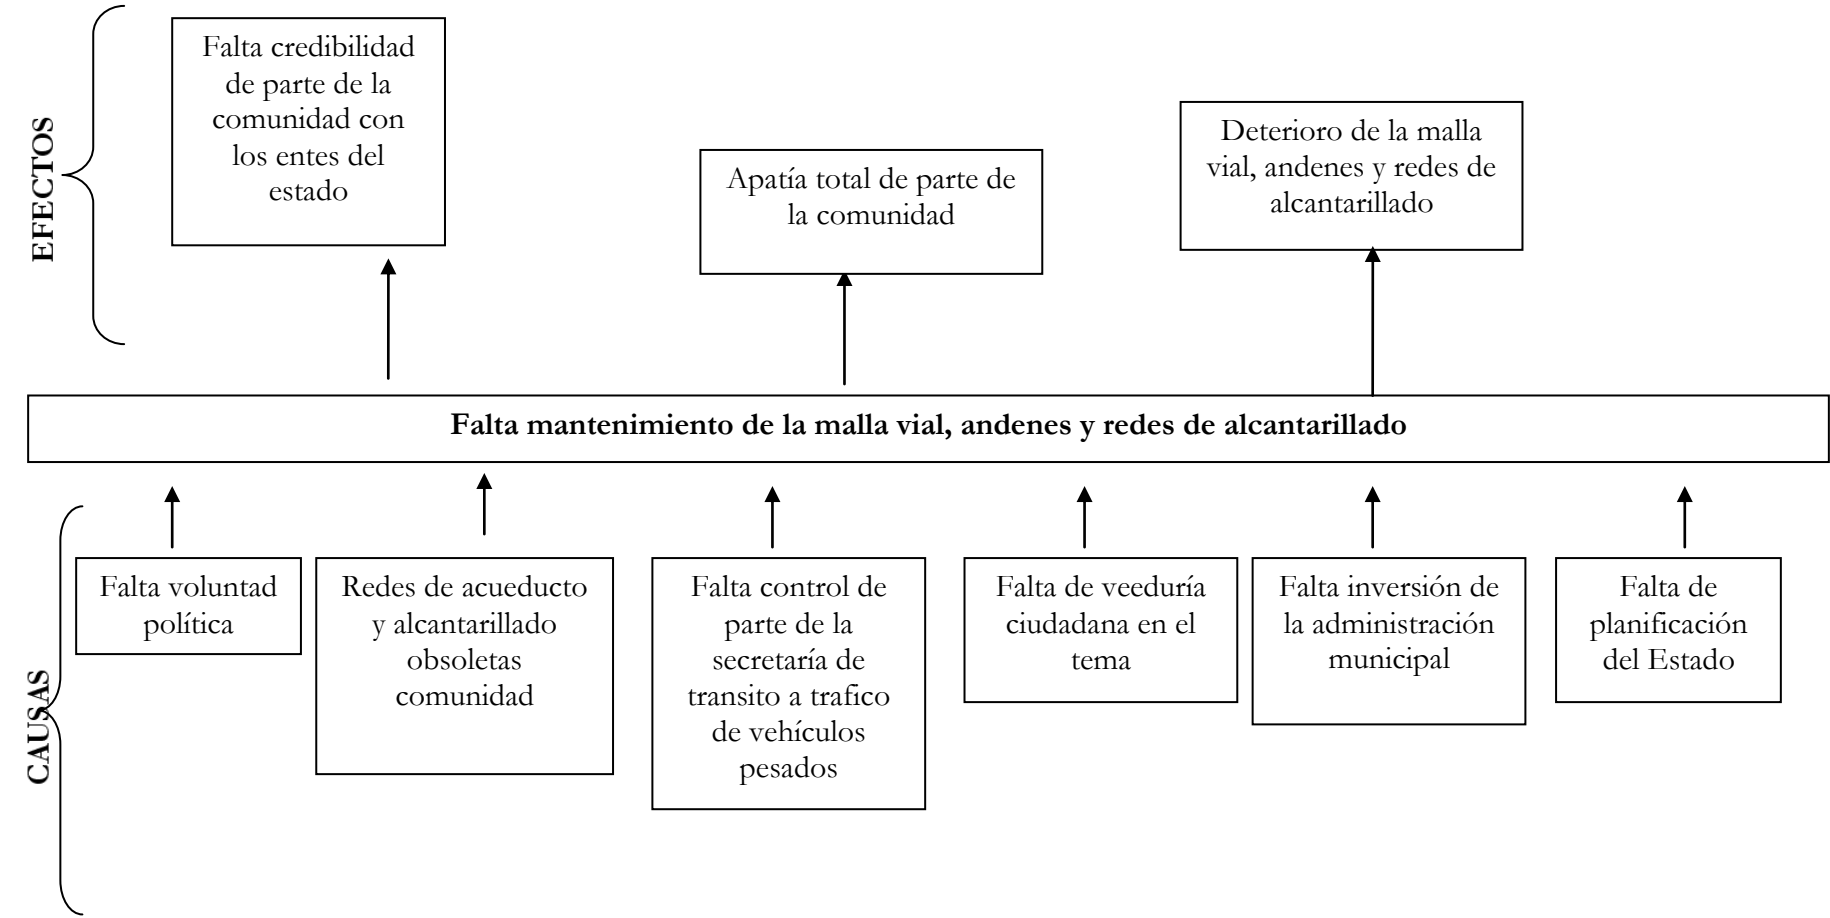 EFECTOS
Falta credibilidad
de parte de la
comunidad con
los entes del
estado
Apatía total de parte de
la comunidad
Deterioro de la malla
vial, andenes y redes de
alcantarillado
Falta mantenimiento de la malla vial, andenes y redes de alcantarillado
CAUSAS
Falta voluntad
política
Redes de acueducto
y alcantarillado
obsoletas
comunidad
Falta control de
parte de la
secretaría de
transito a trafico
de vehículos
pesados
Falta de veeduría
ciudadana en el
tema
Falta inversión de
la administración
municipal
Falta de
planificación
del Estado